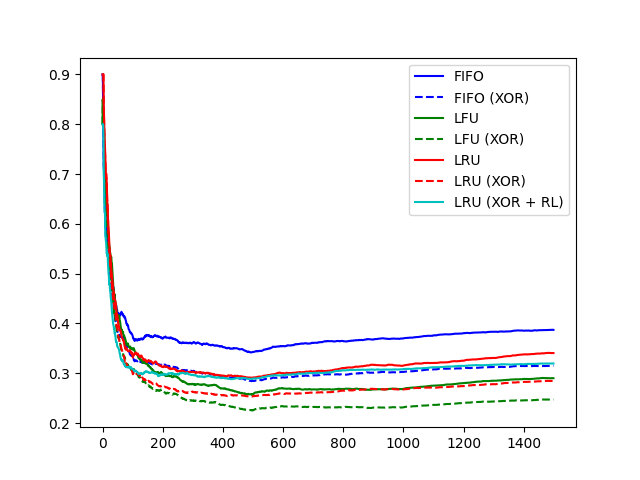 0.9
0.8
0.7
0.6
0.5
0.4
0.3
0.2
0 200 400 600 800 1000 1200 1400
FIFO
FIFO (XOR)
LFU
LFU (XOR)
LRU
LRU (XOR)
LRU (XOR + RL)